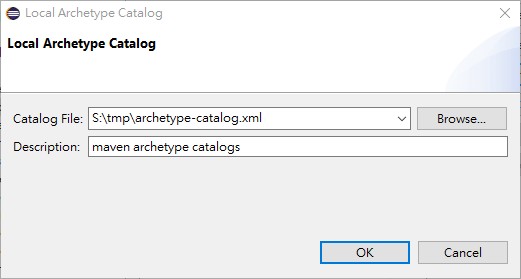 Local Archetype Catalog
Local Archetype Catalog
Catalog File: S:\tmp\archetype-catalog.xml Browse...
Description: maven archetype catalogs
OK Cancel